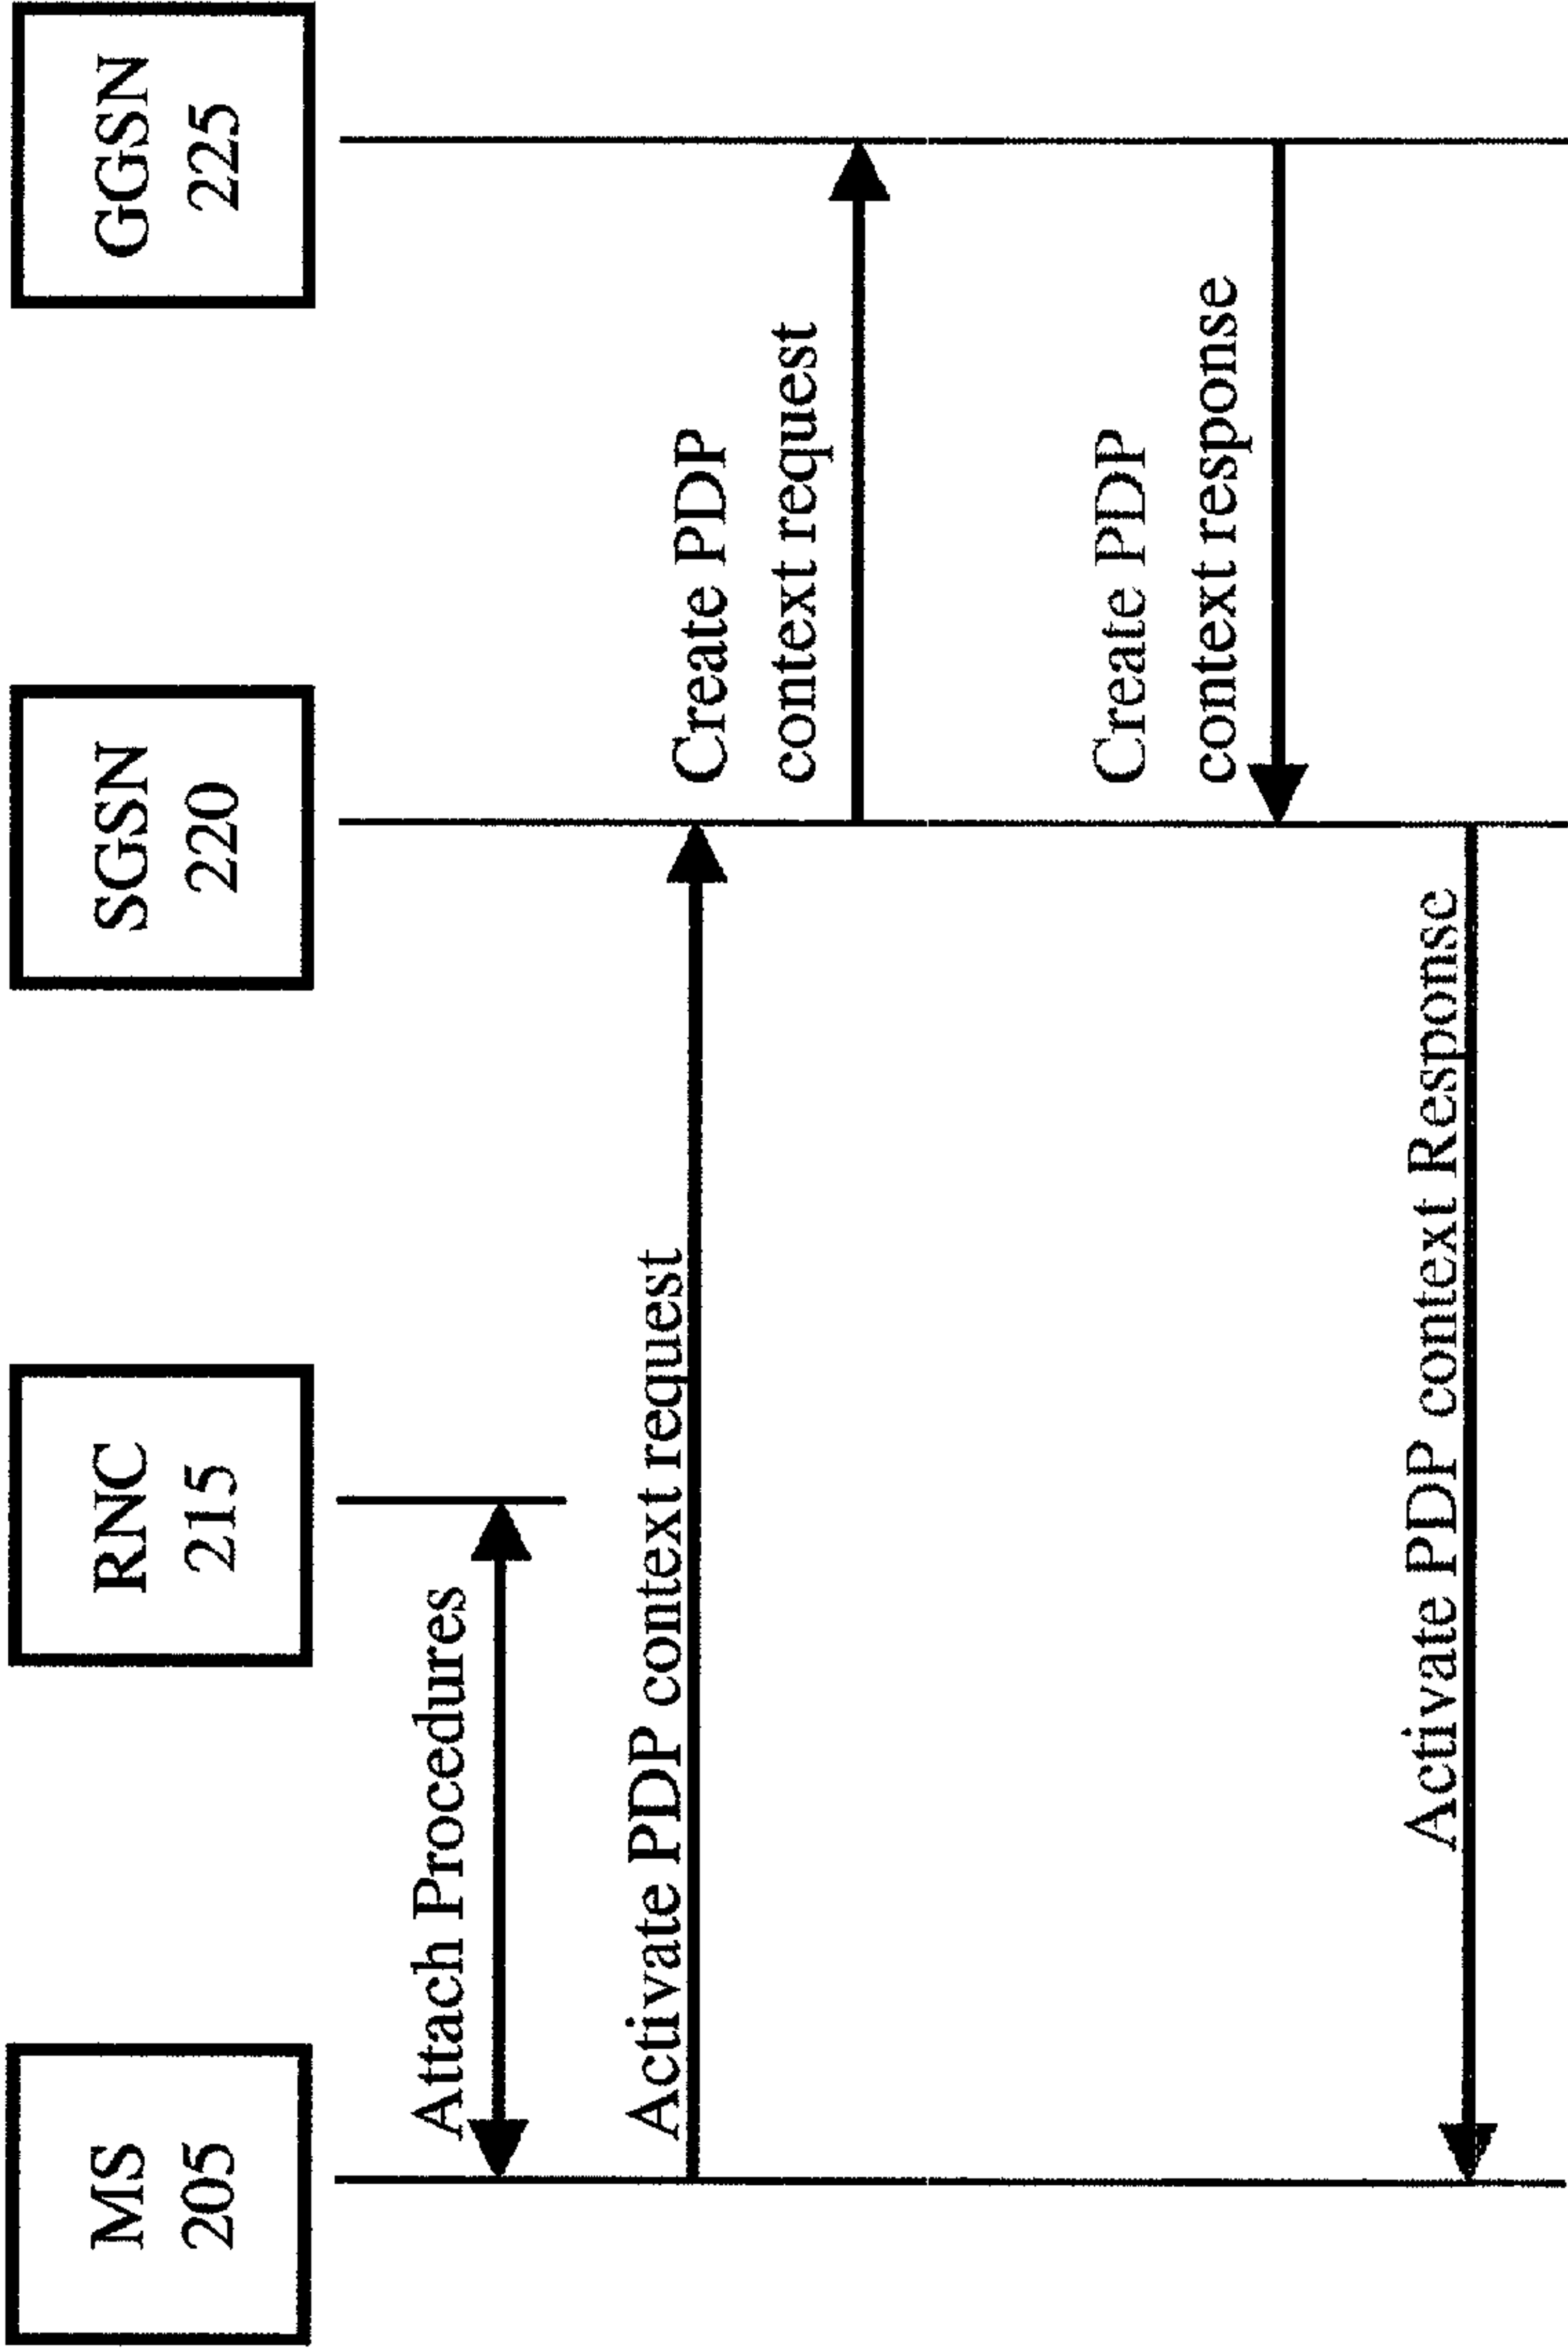 MS
205
RNC
215
SGSN
220
GGSN
225
Attach Procedures
Activate PDP context request
Create PDP
context request
Create PDP
context response
Activate PDP context Response